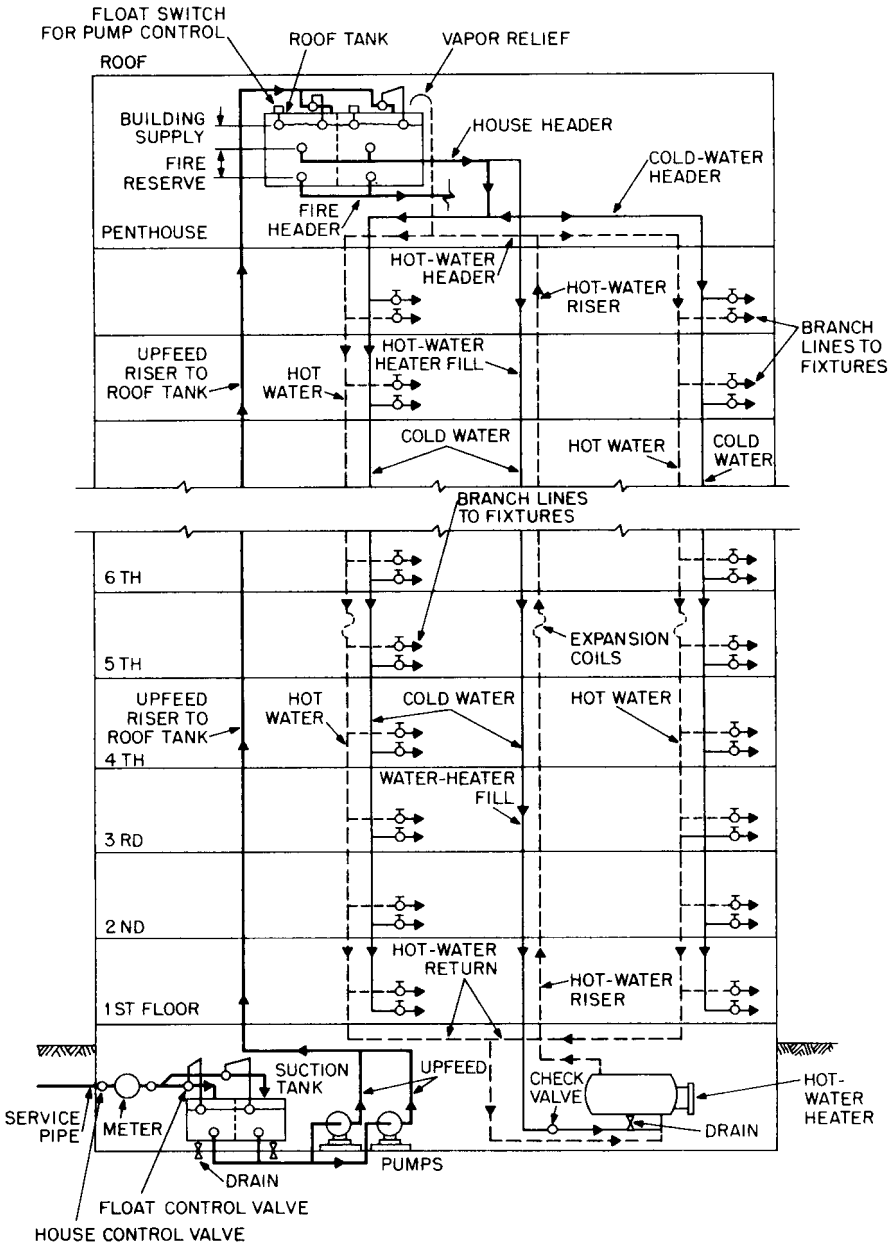 FLOAT SWITCH
FOR PUMP CONTROL
ROOF TANK
VAPOR RELIEF
ROOF
BUILDING
SUPPLY
FIRE
RESERVE
HOUSE HEADER
COLD-WATER
HEADER
FIRE
HEADER
PENTHOUSE
HOT-WATER
HEADER
HOT-WATER
RISER
BRANCH
LINES TO
FIXTURES
UPFEED
RISER TO
ROOF TANK
HOT
WATER
HOT-WATER
HEATER FILL
COLD WATER
HOT WATER
COLD
WATER
BRANCH LINES
TO FIXTURES
6 TH
5 TH
EXPANSION
COILS
UPFEED
RISER TO
ROOF TANK
HOT
WATER
COLD WATER
HOT WATER
4 TH
WATER-HEATER
FILL
3 RD
2 ND
HOT-WATER
RETURN
HOT-WATER
RISER
1ST FLOOR
SUCTION
TANK
UPFEED
CHECK
VALVE
HOT-
WATER
HEATER
SERVICE
PIPE
METER
DRAIN
PUMPS
DRAIN
FLOAT CONTROL VALVE
HOUSE CONTROL VALVE